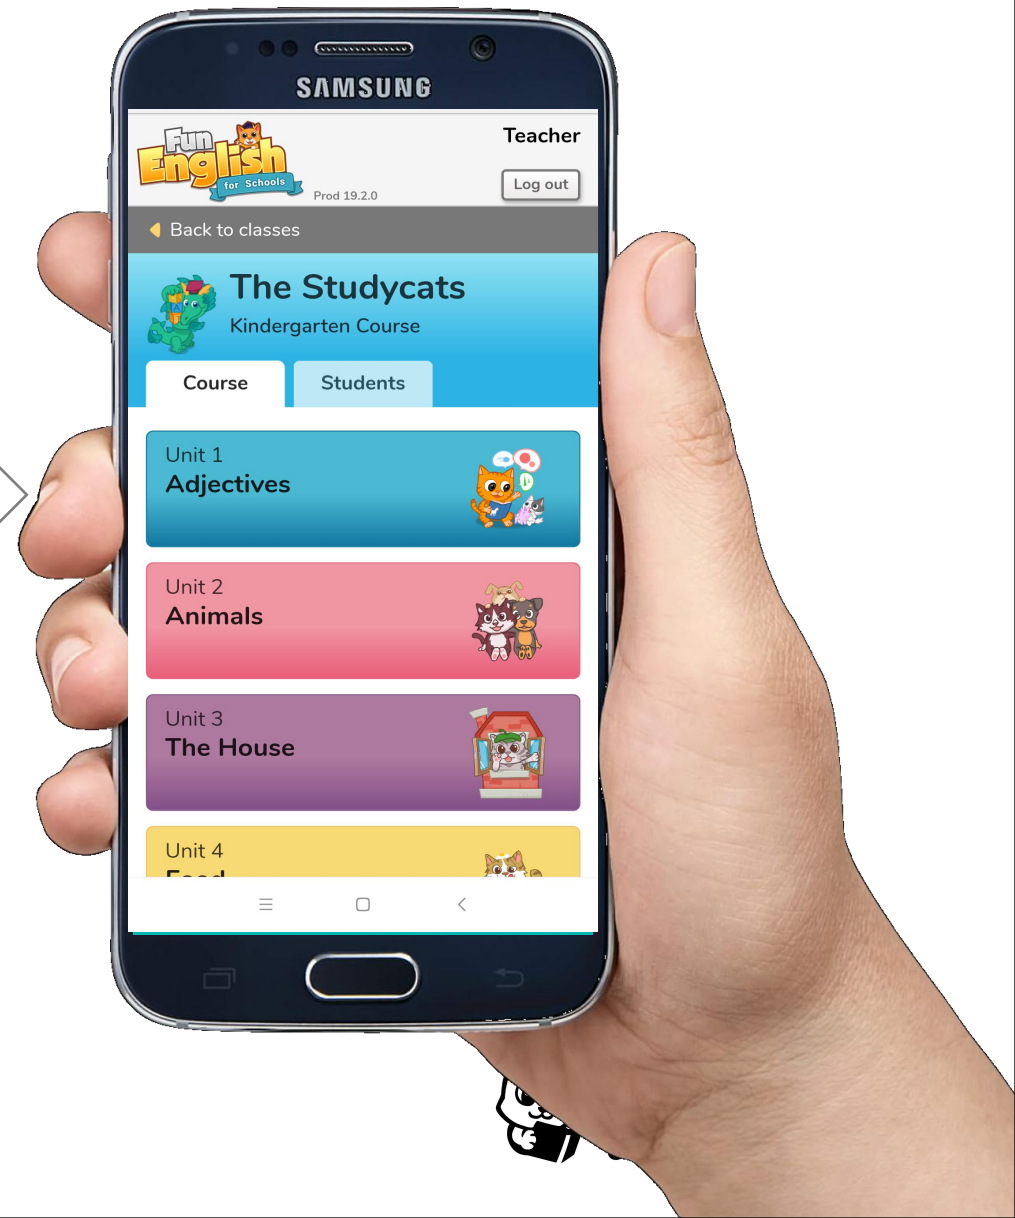 SAMSUNG
Fun
English
for Schools
Prod 19.2.0
Teacher
Log out
Back to classes
The Studycats
Kindergarten Course
Course
Students
Unit 1
Adjectives
Unit 2
Animals
Unit 3
The House
Unit 4
Food